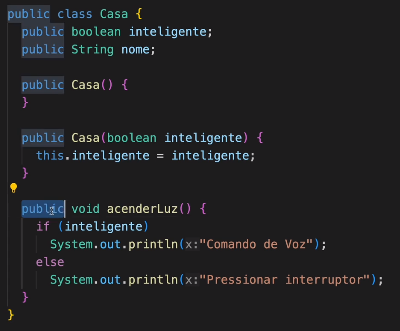 public class Casa {
public boolean inteligente;
public String nome;
public Casa() {
}
public Casa(boolean inteligente) {
this.inteligente = inteligente;
}
public void acenderLuz() {
if (inteligente)
System.out.println(x:"Comando de Voz");
else
System.out.println(x:"Pressionar interruptor");
}
}